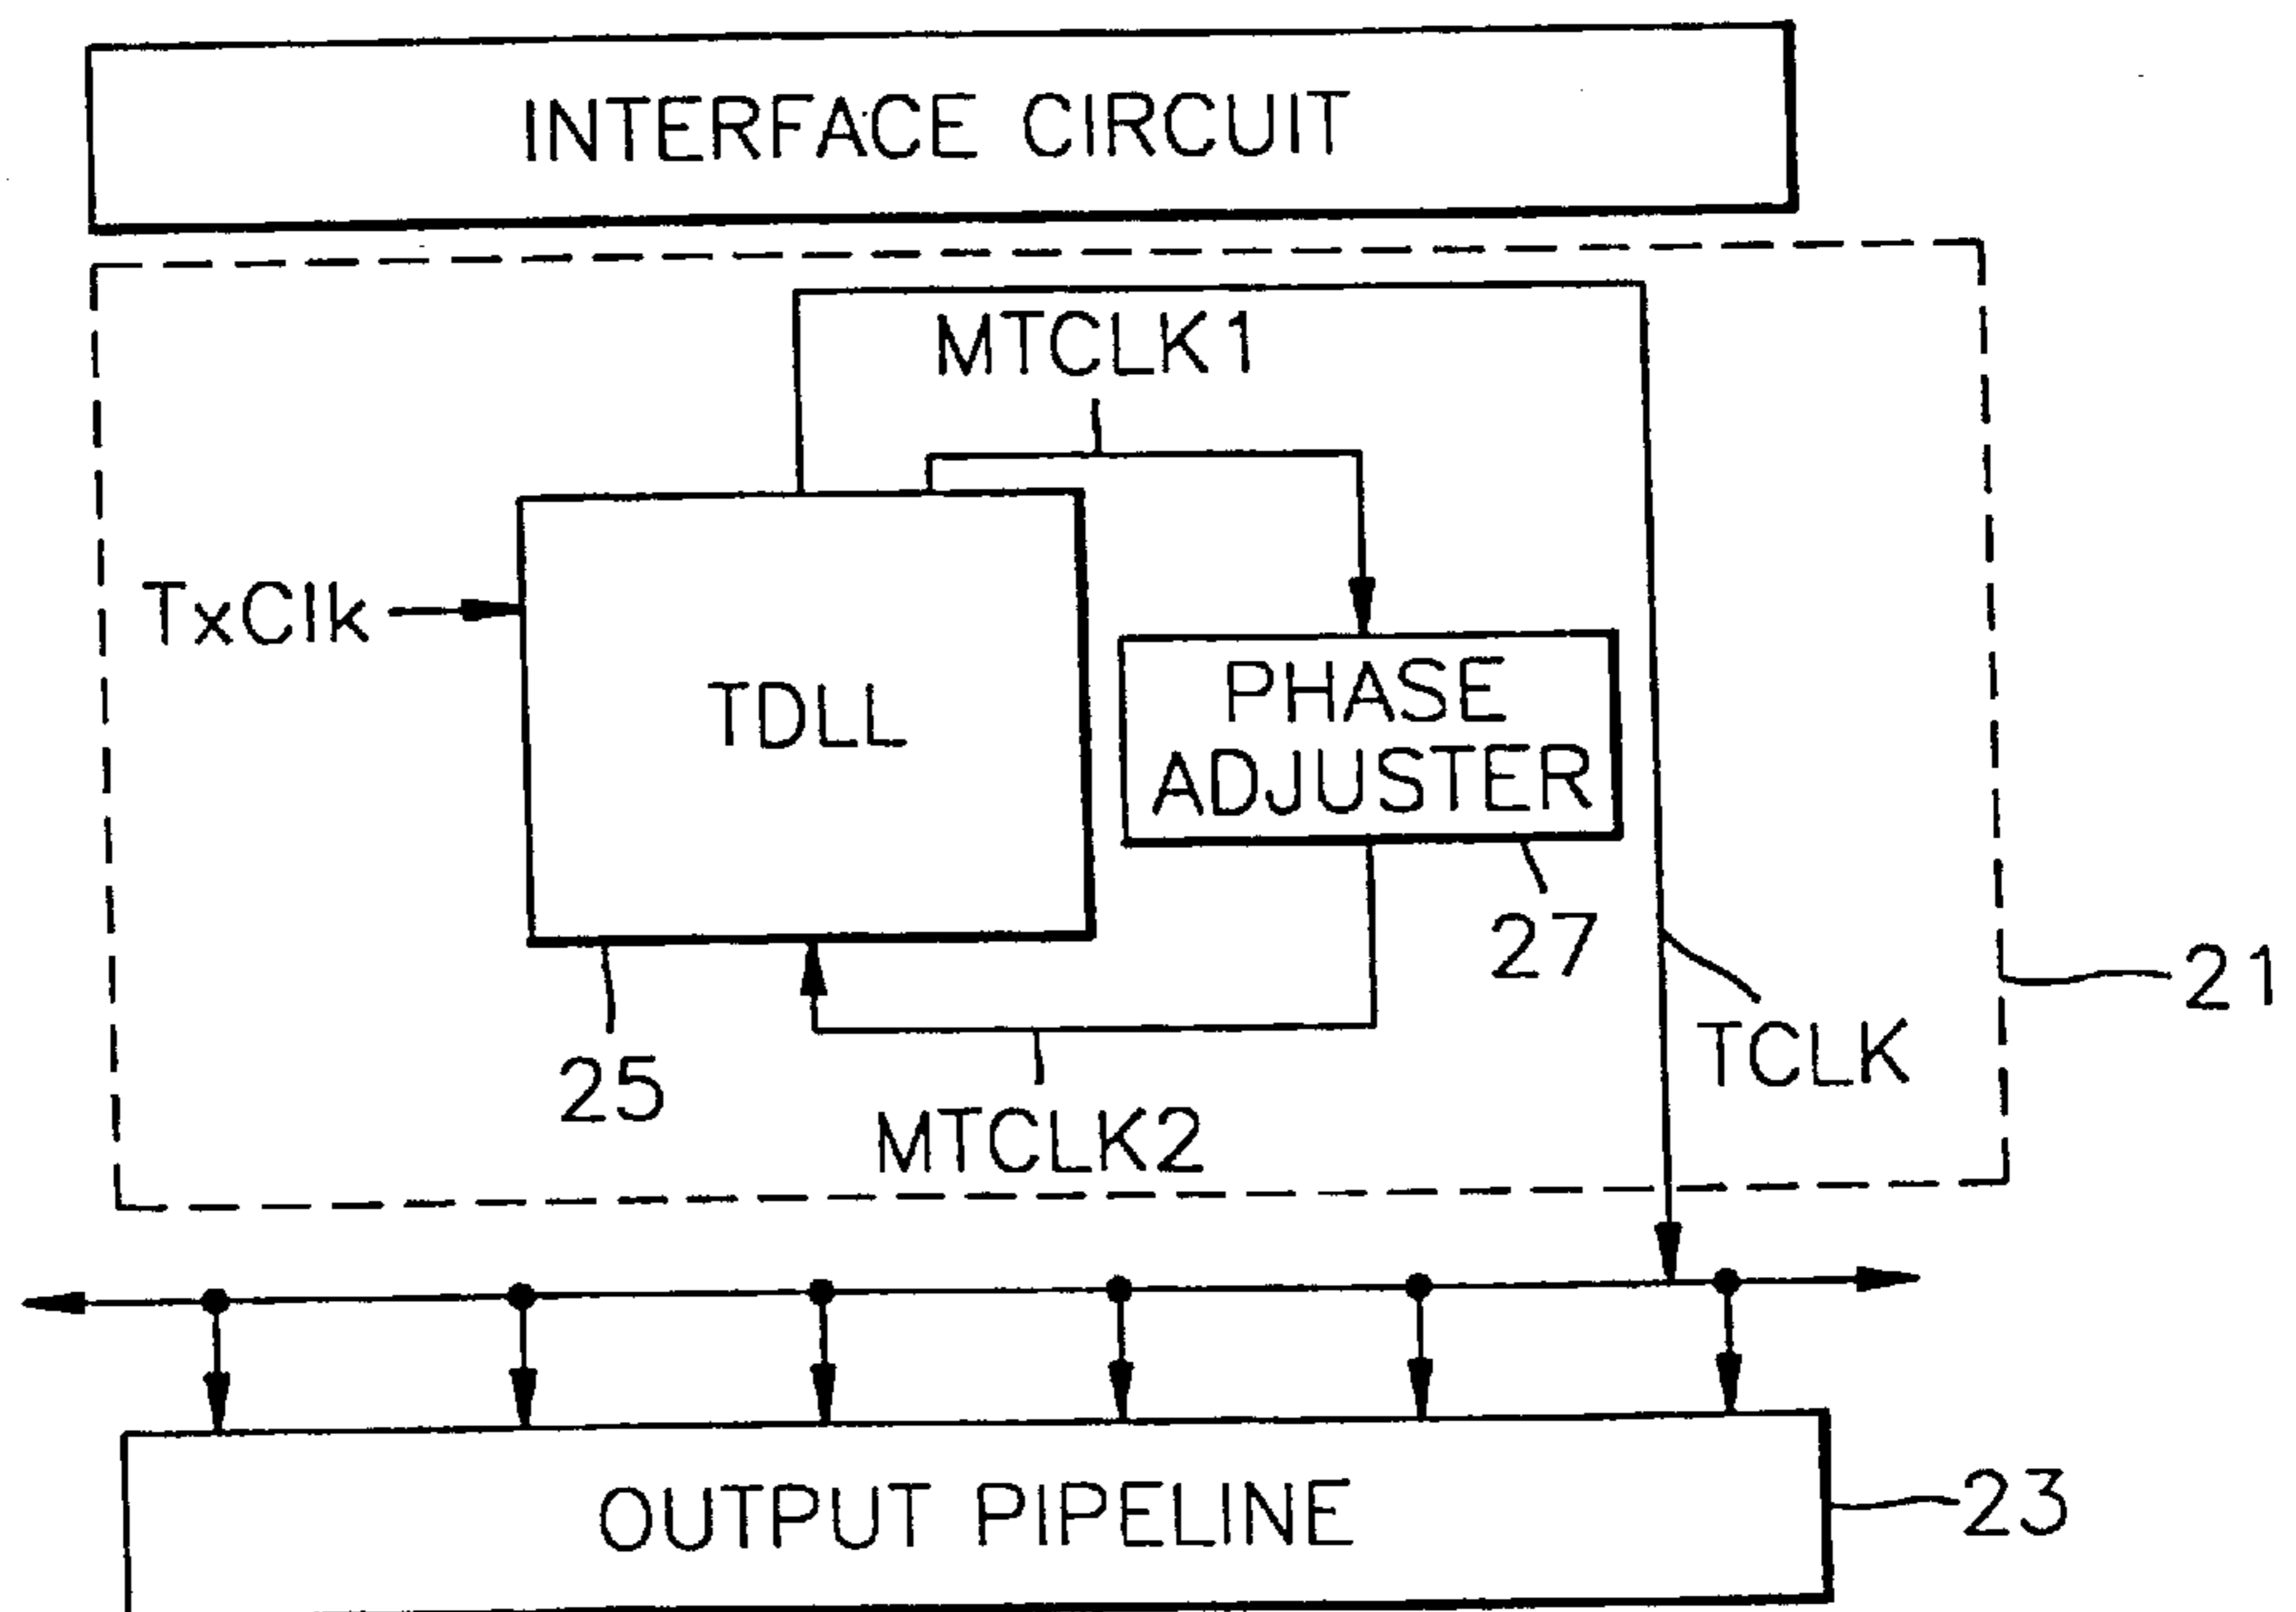 INTERFACE CIRCUIT
MTCLK1
TxClk
TDLL
PHASE
ADJUSTER
27
21
TCLK
25
MTCLK2
OUTPUT PIPELINE
23